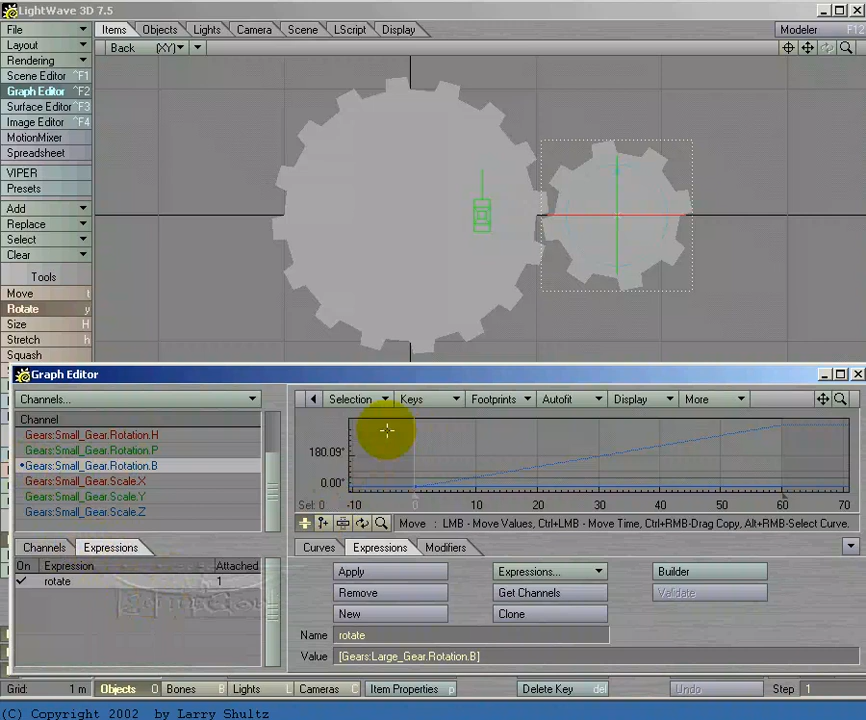 LightWave 3D 7.5
File Items Objects Lights Camera Scene LScript Display Modeler F12
Layout Back (XY)
Rendering
Scene Editor ^F1
Graph Editor ^F2
Surface Editor ^F3
Image Editor ^F4
MotionMixer
Spreadsheet
VIPER
Presets
Add
Replace
Select
Clear
Tools
Move t
Rotate y
Size H
Stretch h
Squash
Graph Editor
Channels... Selection Keys Footprints Autofit Display More
Channel
Gears:Small_Gear.Rotation.H
Gears:Small_Gear.Rotation.P
Gears:Small_Gear.Rotation.B
Gears:Small_Gear.Scale.X
Gears:Small_Gear.Scale.Y
Gears:Small_Gear.Scale.Z
180.09°
0.00°
Sel: 0 -10 0 10 20 30 40 50 60 70
Move : LMB - Move Values, Ctrl+LMB - Move Time, Ctrl+RMB-Drag Copy, Alt+RMB-Select Curve.
Channels Expressions Curves Expressions Modifiers
On Expression Attached
rotate 1
Apply Expressions... Builder
Remove Get Channels Validate
New Clone
Name rotate
Value [Gears:Large_Gear.Rotation.B]
Grid: 1 m Objects O Bones B Lights L Cameras C Item Properties p Delete Key del Undo Step 1
(C) Copyright 2002 by Larry Shultz